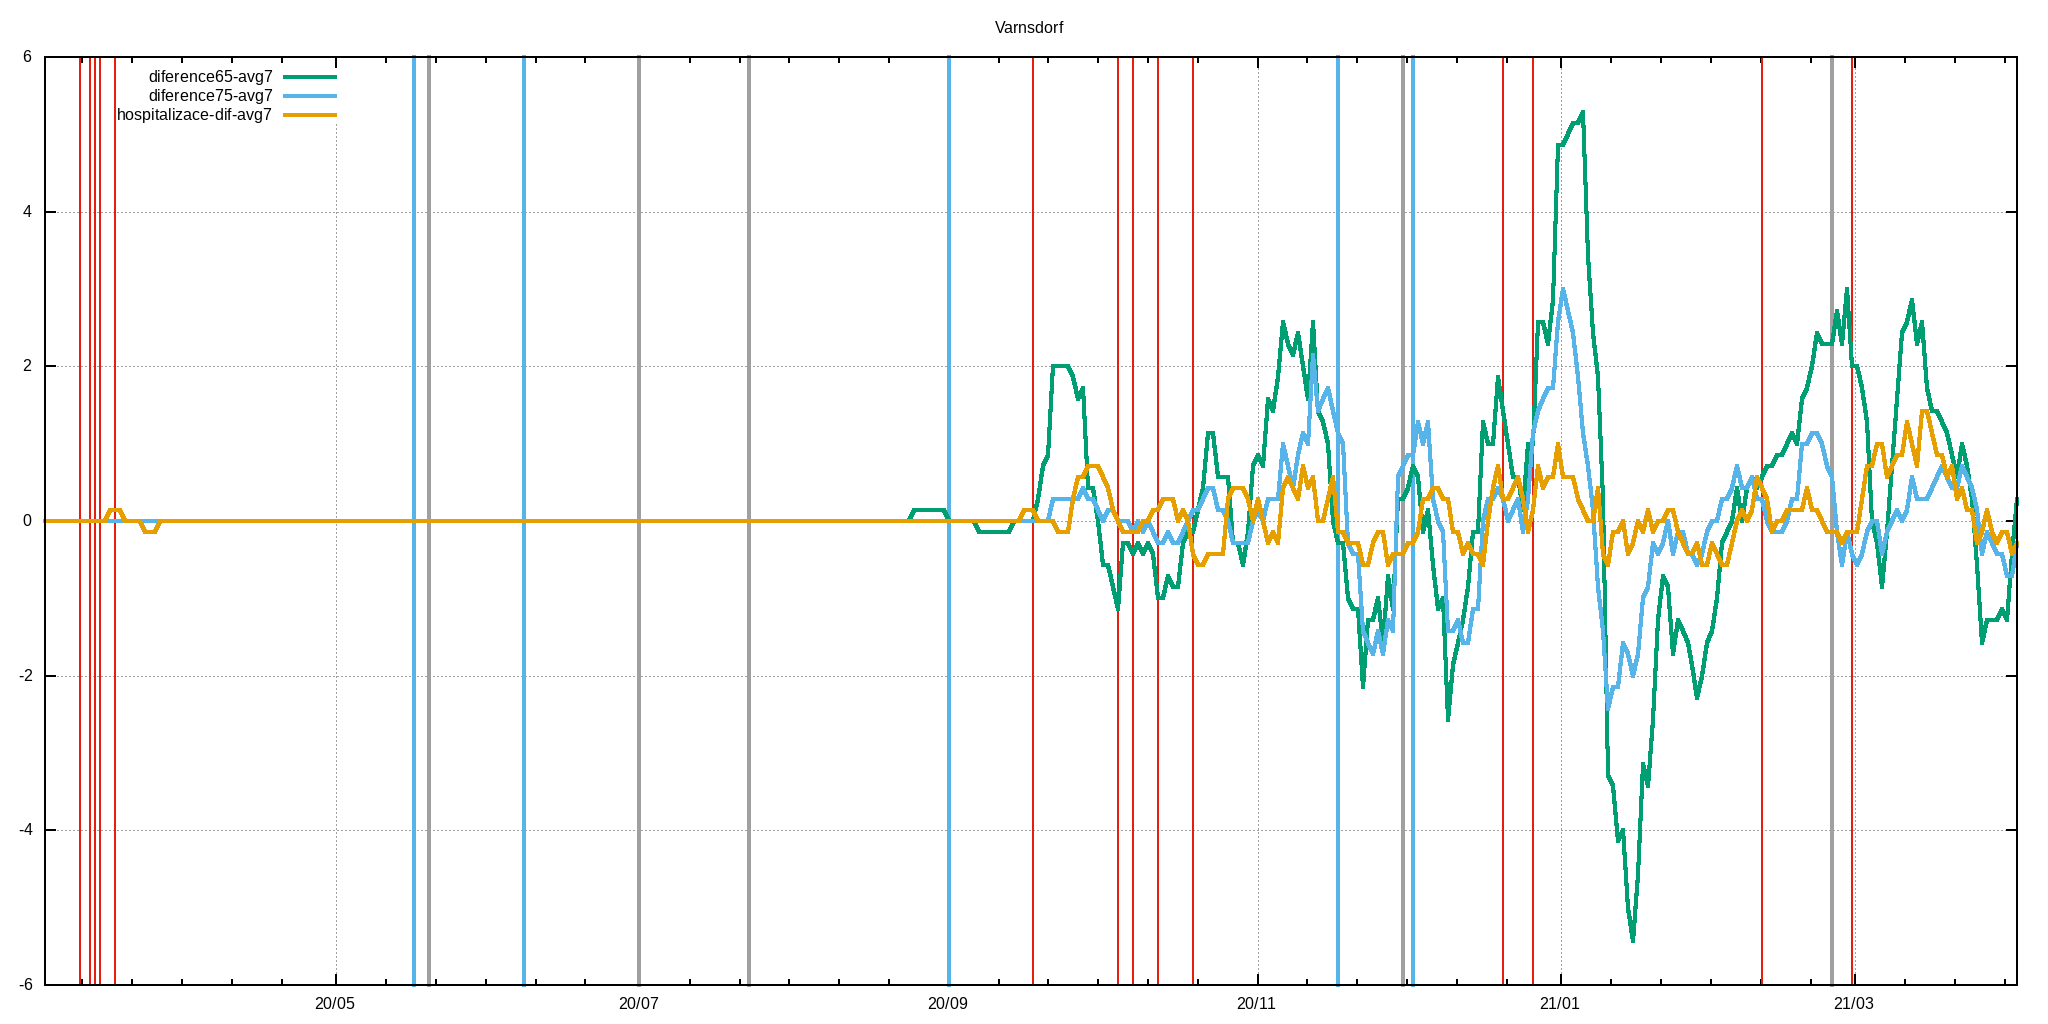 Varnsdorf
6
diference65-avg7
diference75-avg7
hospitalizace-dif-avg7
4
2
0
-2
-4
-6
20/05 20/07 20/09 20/11 21/01 21/03